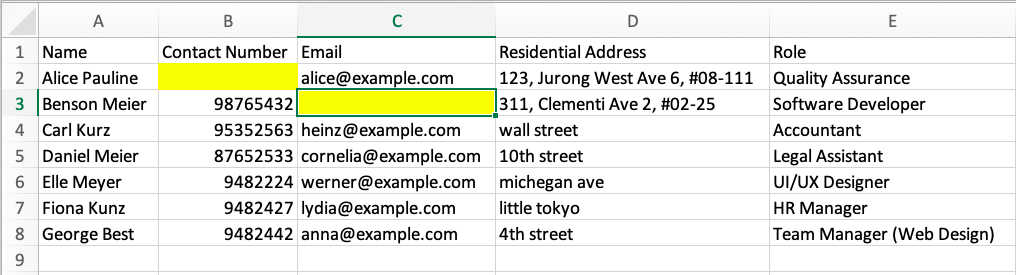 A B C D E
1 Name Contact Number Email Residential Address Role
2 Alice Pauline alice@example.com 123, Jurong West Ave 6, #08-111 Quality Assurance
3 Benson Meier 98765432 311, Clementi Ave 2, #02-25 Software Developer
4 Carl Kurz 95352563 heinz@example.com wall street Accountant
5 Daniel Meier 87652533 cornelia@example.com 10th street Legal Assistant
6 Elle Meyer 9482224 werner@example.com michegan ave UI/UX Designer
7 Fiona Kunz 9482427 lydia@example.com little tokyo HR Manager
8 George Best 9482442 anna@example.com 4th street Team Manager (Web Design)
9